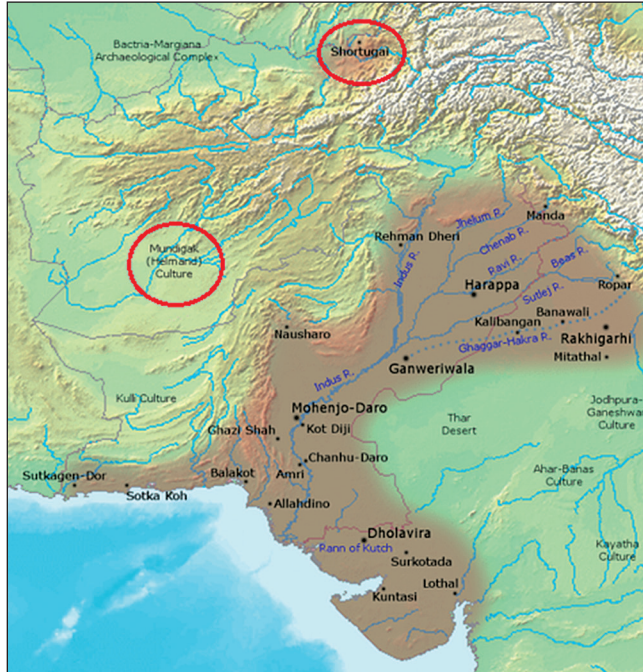 Bactria-Margiana
Archaeological Complex
Shortugai
Mundigak
(Helmand)
Culture
Rehman Dheri
Indus R.
Jhelum R.
Chenab R.
Ravi R.
Beas R.
Sutlej R.
Manda
Ropar
Harappa
Banawali
Kalibangan
Rakhigarhi
Ghaggar-Hakra R.
Mitathal
Nausharo
Ganweriwala
Indus R.
Kulli Culture
Mohenjo-Daro
Kot Diji
Ghazi Shah
Thar
Desert
Jodhpura-
Ganeshwar
Cultur
Chanhu-Daro
Amri
Balakot
Sutkagen-Dor
Sotka Koh
Allahdino
Ahar-Banas
Culture
Dholavira
Rann of Kutch
Surkotada
Kayatha
Culture
Kuntasi
Lothal